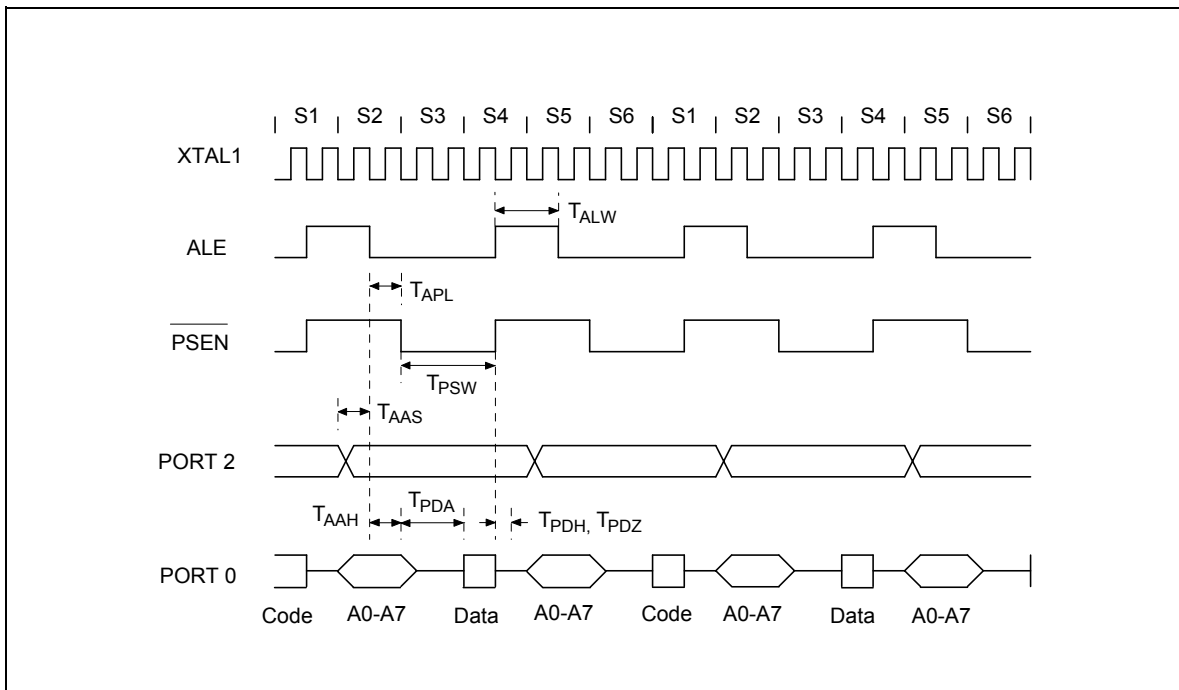 S1 S2 S3 S4 S5 S6 S1 S2 S3 S4 S5 S6
XTAL1
TALW
ALE
TAPL
PSEN
TPSW
TAAS
PORT 2
TAAH TPDA TPDH, TPDZ
PORT 0
Code A0-A7 Data A0-A7 Code A0-A7 Data A0-A7